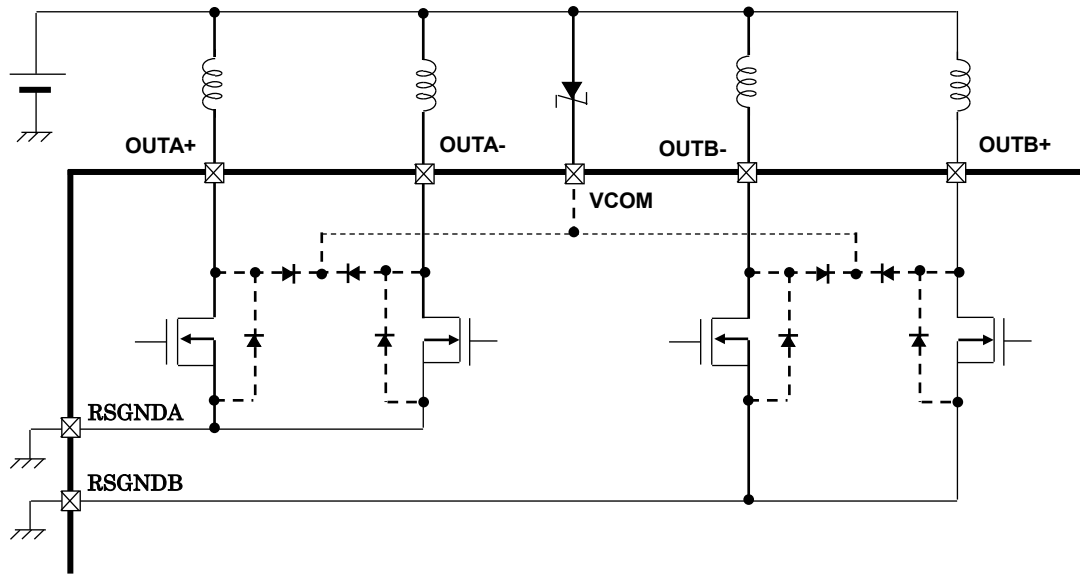 OUTA+
OUTA-
OUTB-
OUTB+
VCOM
RSGNDA
RSGNDB